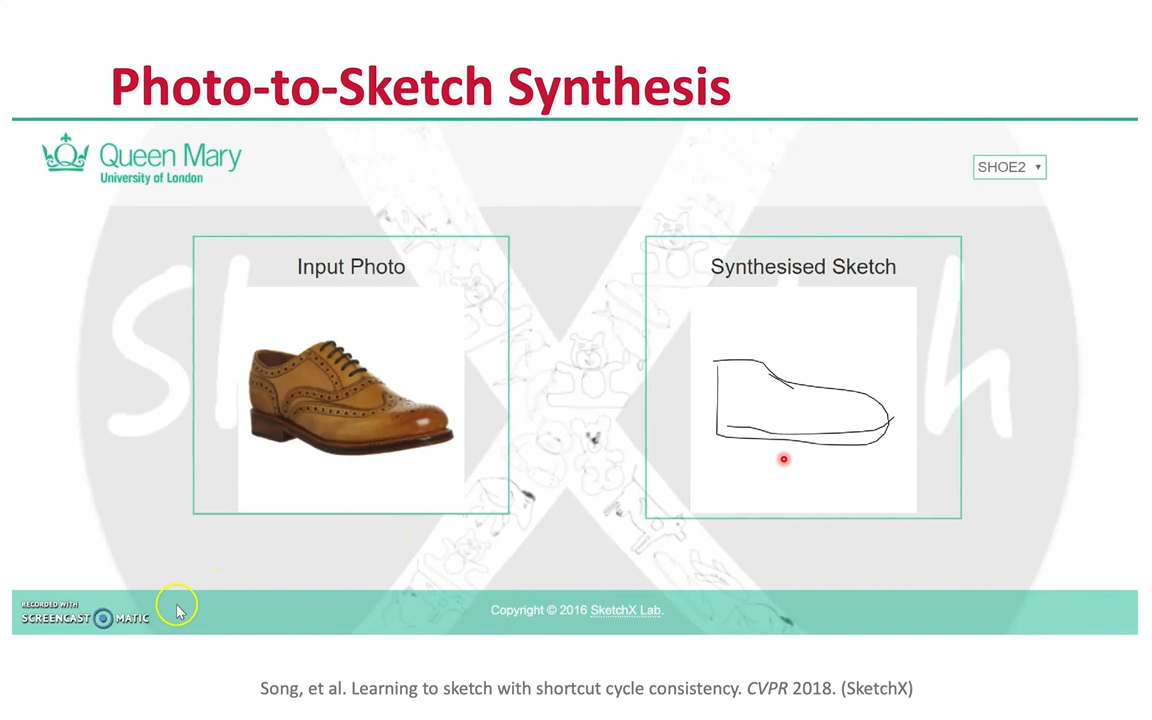 Photo-to-Sketch Synthesis
Queen Mary
University of London
SHOE2
Input Photo
Synthesised Sketch
Sk
h
RECORDED WITH
SCREENCAST MATIC
Copyright © 2016 SketchX Lab.
Song, et al. Learning to sketch with shortcut cycle consistency. CVPR 2018. (SketchX)